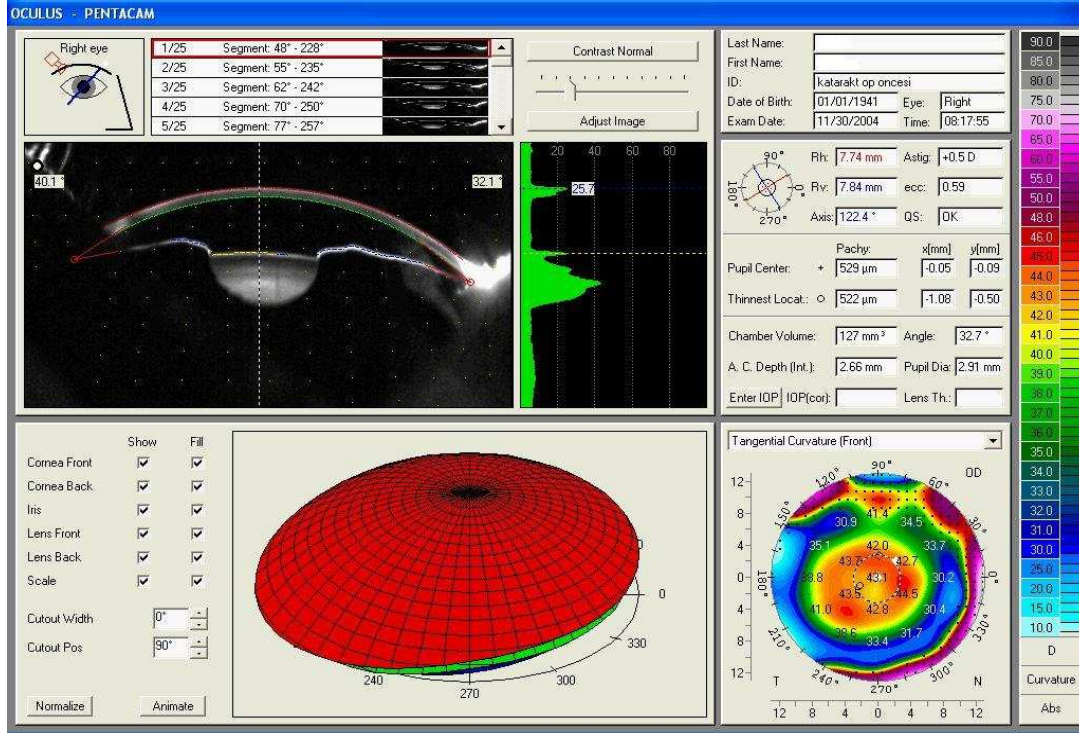 OCULUS - PENTACAM
Right eye
1/25 Segment: 48° - 228°
2/25 Segment: 55° - 235°
3/25 Segment: 62° - 242°
4/25 Segment: 70° - 250°
5/25 Segment: 77° - 257°
Contrast Normal
Adjust Image
40.1 °
32.1 °
20 40 60 80
25.7
Last Name:
First Name:
ID: katarakt op oncesi
Date of Birth: 01/01/1941 Eye: Right
Exam Date: 11/30/2004 Time: 08:17:55
90° 180° 0° 270°
Rh: 7.74 mm Astig: +0.5 D
Rv: 7.84 mm ecc: 0.59
Axis: 122.4 ° QS: OK
Pachy: x[mm] y[mm]
Pupil Center: + 529 µm -0.05 -0.09
Thinnest Locat.: O 522 µm -1.08 -0.50
Chamber Volume: 127 mm³ Angle: 32.7 °
A. C. Depth (Int.): 2.66 mm Pupil Dia: 2.91 mm
Enter IOP IOP(cor): Lens Th.:
Show Fill
Cornea Front
Cornea Back
Iris
Lens Front
Lens Back
Scale
Cutout Width 0°
Cutout Pos 90°
Normalize Animate
0
330
300
270
240
Tangential Curvature (Front)
OD
90°
120° 60°
150° 30°
180° 0°
210° 330°
240° 300°
270°
12
8
4
0
4
8
12
41.4
30.9 34.5
35.1 42.0 33.7
43.7 42.7
38.8 43.1 30.2
43.5 44.5
41.0 42.8 30.4
38.6 33.4 31.7
T N
12 8 4 0 4 8 12
90.0
85.0
80.0
75.0
70.0
65.0
60.0
55.0
50.0
48.0
46.0
45.0
44.0
43.0
42.0
41.0
40.0
39.0
38.0
37.0
36.0
35.0
34.0
33.0
32.0
31.0
30.0
25.0
20.0
15.0
10.0
D
Curvature
Abs